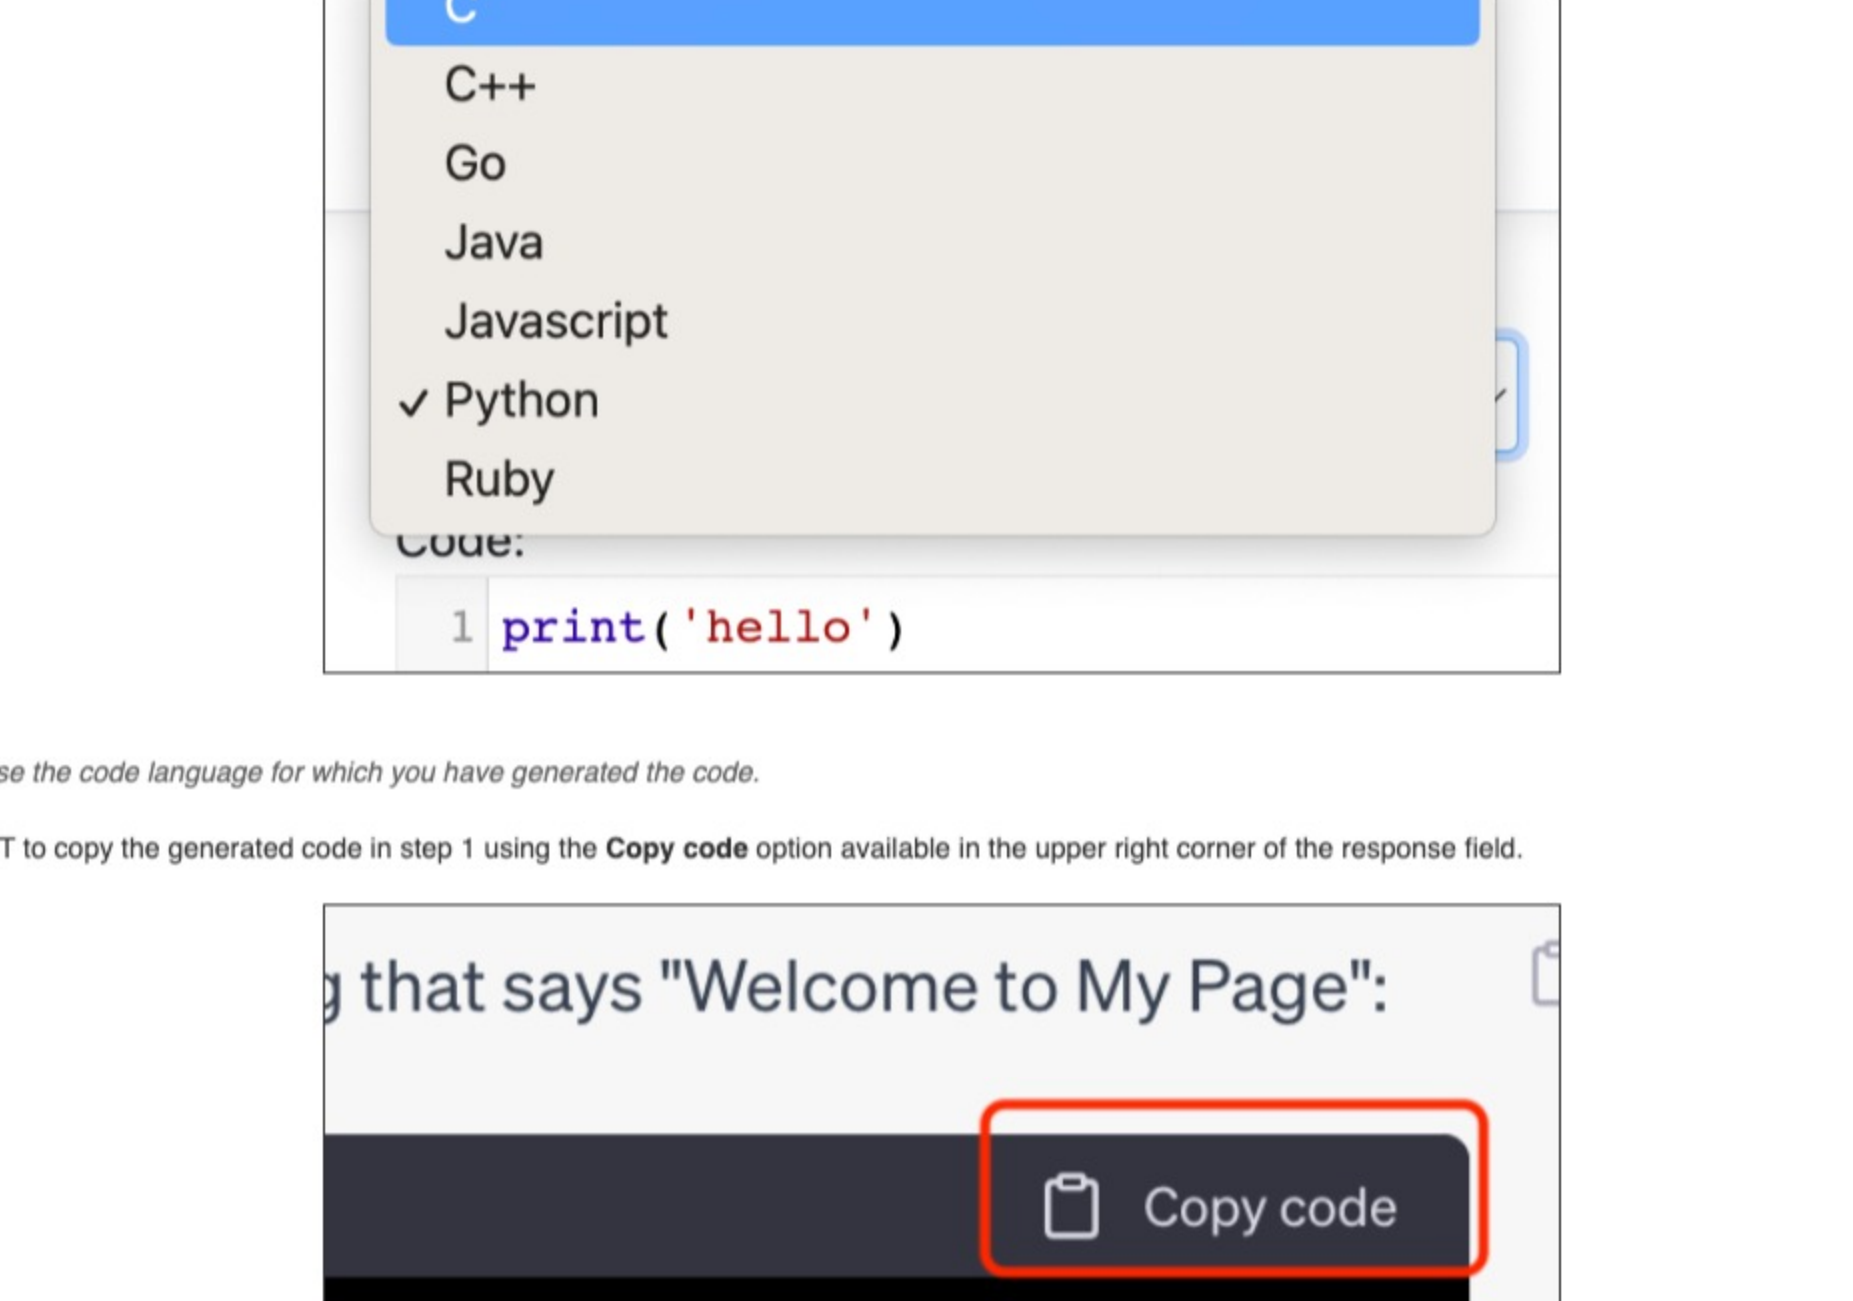 C
C++
Go
Java
Javascript
✓ Python
Ruby
Code:
1 print('hello')
se the code language for which you have generated the code.
T to copy the generated code in step 1 using the Copy code option available in the upper right corner of the response field.
g that says "Welcome to My Page":
Copy code